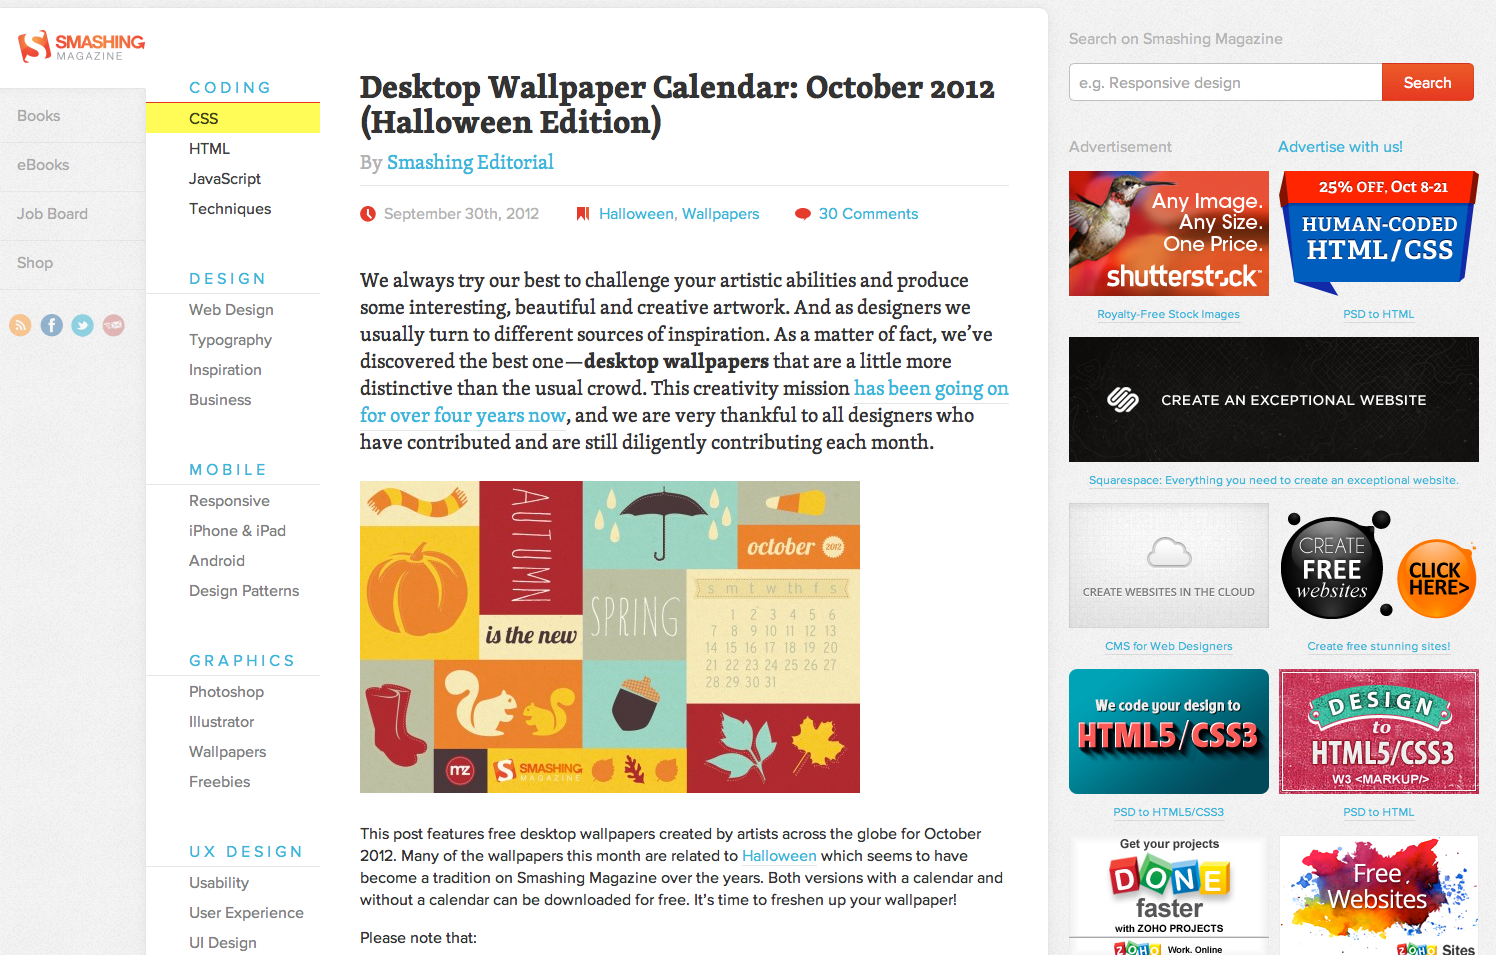 SMASHING
MAGAZINE
Books
eBooks
Job Board
Shop
CODING
CSS
HTML
JavaScript
Techniques
DESIGN
Web Design
Typography
Inspiration
Business
MOBILE
Responsive
iPhone & iPad
Android
Design Patterns
GRAPHICS
Photoshop
Illustrator
Wallpapers
Freebies
UX DESIGN
Usability
User Experience
UI Design
Desktop Wallpaper Calendar: October 2012
(Halloween Edition)
By Smashing Editorial
September 30th, 2012
Halloween, Wallpapers
30 Comments
We always try our best to challenge your artistic abilities and produce
some interesting, beautiful and creative artwork. And as designers we
usually turn to different sources of inspiration. As a matter of fact, we’ve
discovered the best one—desktop wallpapers that are a little more
distinctive than the usual crowd. This creativity mission has been going on
for over four years now, and we are very thankful to all designers who
have contributed and are still diligently contributing each month.
AUTUMN
is the new
SPRING
october 2012
s m t w th f s
1 2 3 4 5 6
7 8 9 10 11 12 13
14 15 16 17 18 19 20
21 22 23 24 25 26 27
28 29 30 31
mz
SMASHING
MAGAZINE
This post features free desktop wallpapers created by artists across the globe for October
2012. Many of the wallpapers this month are related to Halloween which seems to have
become a tradition on Smashing Magazine over the years. Both versions with a calendar and
without a calendar can be downloaded for free. It’s time to freshen up your wallpaper!
Please note that:
Search on Smashing Magazine
e.g. Responsive design
Search
Advertisement
Advertise with us!
Any Image.
Any Size.
One Price.
shutterstock
Royalty-Free Stock Images
25% OFF, Oct 8-21
HUMAN-CODED
HTML/CSS
PSD to HTML
CREATE AN EXCEPTIONAL WEBSITE
Squarespace: Everything you need to create an exceptional website.
CREATE WEBSITES IN THE CLOUD
CMS for Web Designers
CREATE
FREE
websites
CLICK
HERE>
Create free stunning sites!
We code your design to
HTML5/CSS3
PSD to HTML5/CSS3
DESIGN
to
HTML5/CSS3
W3 <MARKUP/>
PSD to HTML
Get your projects
DONE
faster
with ZOHO PROJECTS
ZOHO Work. Online
Free
Websites
ZOHO Sites